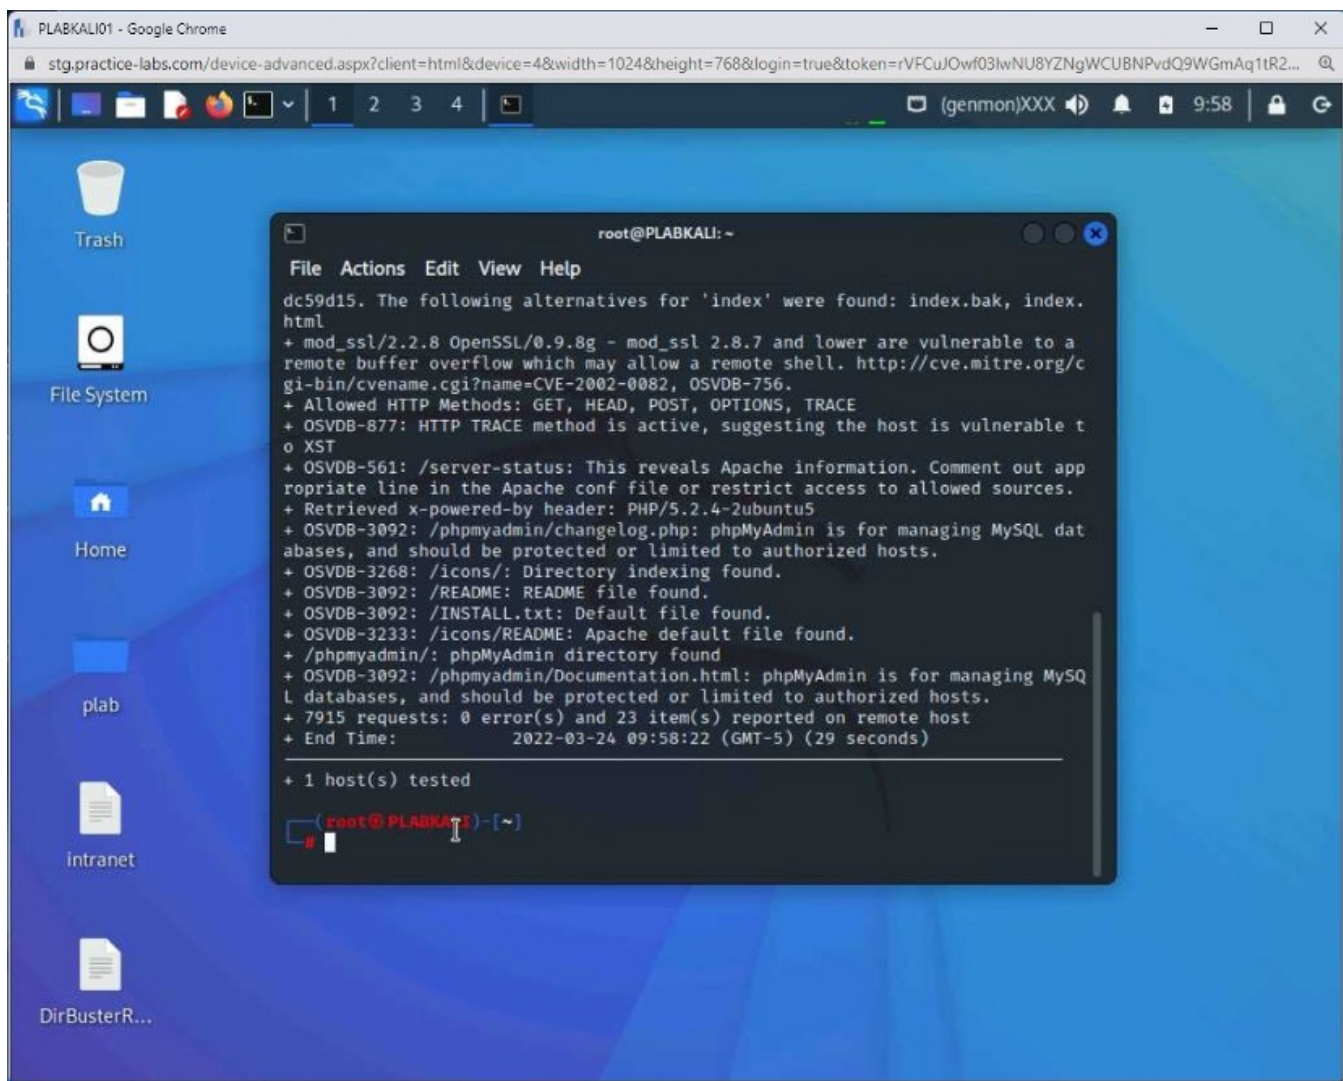 PLABKALI01 - Google Chrome
stg.practice-labs.com/device-advanced.aspx?client=html&device=4&width=1024&height=768&login=true&token=rVFCuJOwf03IwNU8YZNgWCUBNPvdQ9WGmAq1tR2...
1 2 3 4 (genmon)XXX 9:58
Trash
File System
Home
plab
intranet
DirBusterR...
root@PLABKALI: ~
File Actions Edit View Help
dc59d15. The following alternatives for 'index' were found: index.bak, index.
html
+ mod_ssl/2.2.8 OpenSSL/0.9.8g - mod_ssl 2.8.7 and lower are vulnerable to a
remote buffer overflow which may allow a remote shell. http://cve.mitre.org/c
gi-bin/cvename.cgi?name=CVE-2002-0082, OSVDB-756.
+ Allowed HTTP Methods: GET, HEAD, POST, OPTIONS, TRACE
+ OSVDB-877: HTTP TRACE method is active, suggesting the host is vulnerable t
o XST
+ OSVDB-561: /server-status: This reveals Apache information. Comment out app
ropriate line in the Apache conf file or restrict access to allowed sources.
+ Retrieved x-powered-by header: PHP/5.2.4-2ubuntu5
+ OSVDB-3092: /phpmyadmin/changelog.php: phpMyAdmin is for managing MySQL dat
abases, and should be protected or limited to authorized hosts.
+ OSVDB-3268: /icons/: Directory indexing found.
+ OSVDB-3092: /README: README file found.
+ OSVDB-3092: /INSTALL.txt: Default file found.
+ OSVDB-3233: /icons/README: Apache default file found.
+ /phpmyadmin/: phpMyAdmin directory found
+ OSVDB-3092: /phpmyadmin/Documentation.html: phpMyAdmin is for managing MySQ
L databases, and should be protected or limited to authorized hosts.
+ 7915 requests: 0 error(s) and 23 item(s) reported on remote host
+ End Time: 2022-03-24 09:58:22 (GMT-5) (29 seconds)
+ 1 host(s) tested
(root㉿PLABKALI)-[~]
#